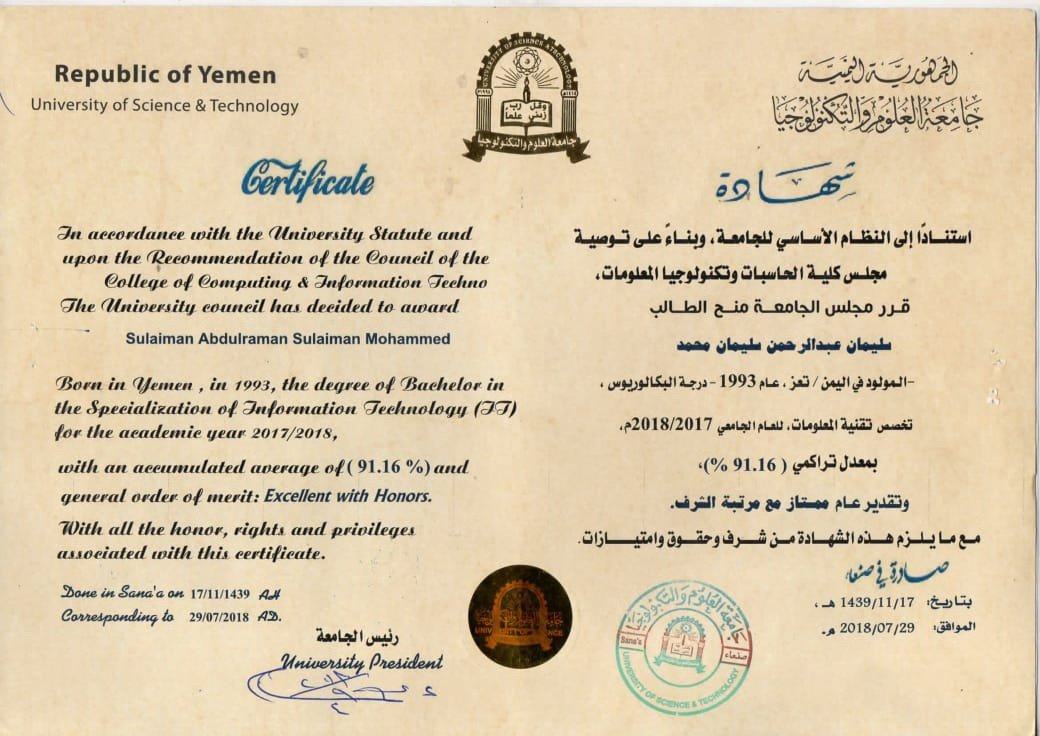 Republic of Yemen
University of Science & Technology
الجمهورية اليمنية
جامعة العلوم والتكنولوجيا
UNIVERSITY OF SCIENCE & TECHNOLOGY
وقل رب
زدني علماً
جامعة العلوم والتكنولوجيا
Certificate
In accordance with the University Statute and
upon the Recommendation of the Council of the
College of Computing & Information Techno
The University council has decided to award
Sulaiman Abdulraman Sulaiman Mohammed
Born in Yemen , in 1993, the degree of Bachelor in
the Specialization of Information Technology (IT)
for the academic year 2017/2018,
with an accumulated average of ( 91.16 %) and
general order of merit: Excellent with Honors.
With all the honor, rights and privileges
associated with this certificate.
Done in Sana'a on 17/11/1439 AH
Corresponding to 29/07/2018 AD.
رئيس الجامعة
University President
شهادة
استنادًا إلى النظام الأساسي للجامعة، وبناءً على توصية
مجلس كلية الحاسبات وتكنولوجيا المعلومات،
قرر مجلس الجامعة منح الطالب
سليمان عبدالرحمن سليمان محمد
-المولود في اليمن / تعز ، عام 1993 - درجة البكالوريوس ،
تخصص تقنية المعلومات، للعام الجامعي 2018/2017م،
بمعدل تراكمي ( 91.16 %)،
وتقدير عام ممتاز مع مرتبة الشرف.
مع ما يلزم هذه الشهادة من شرف وحقوق وامتيازات.
صادرة في صنعاء
بتاريخ: 1439/11/17 هـ ،
الموافق: 2018/07/29 م.
جامعة العلوم والتكنولوجيا
Sana'a
صنعاء
UNIVERSITY OF SCIENCE & TECHNOLOGY